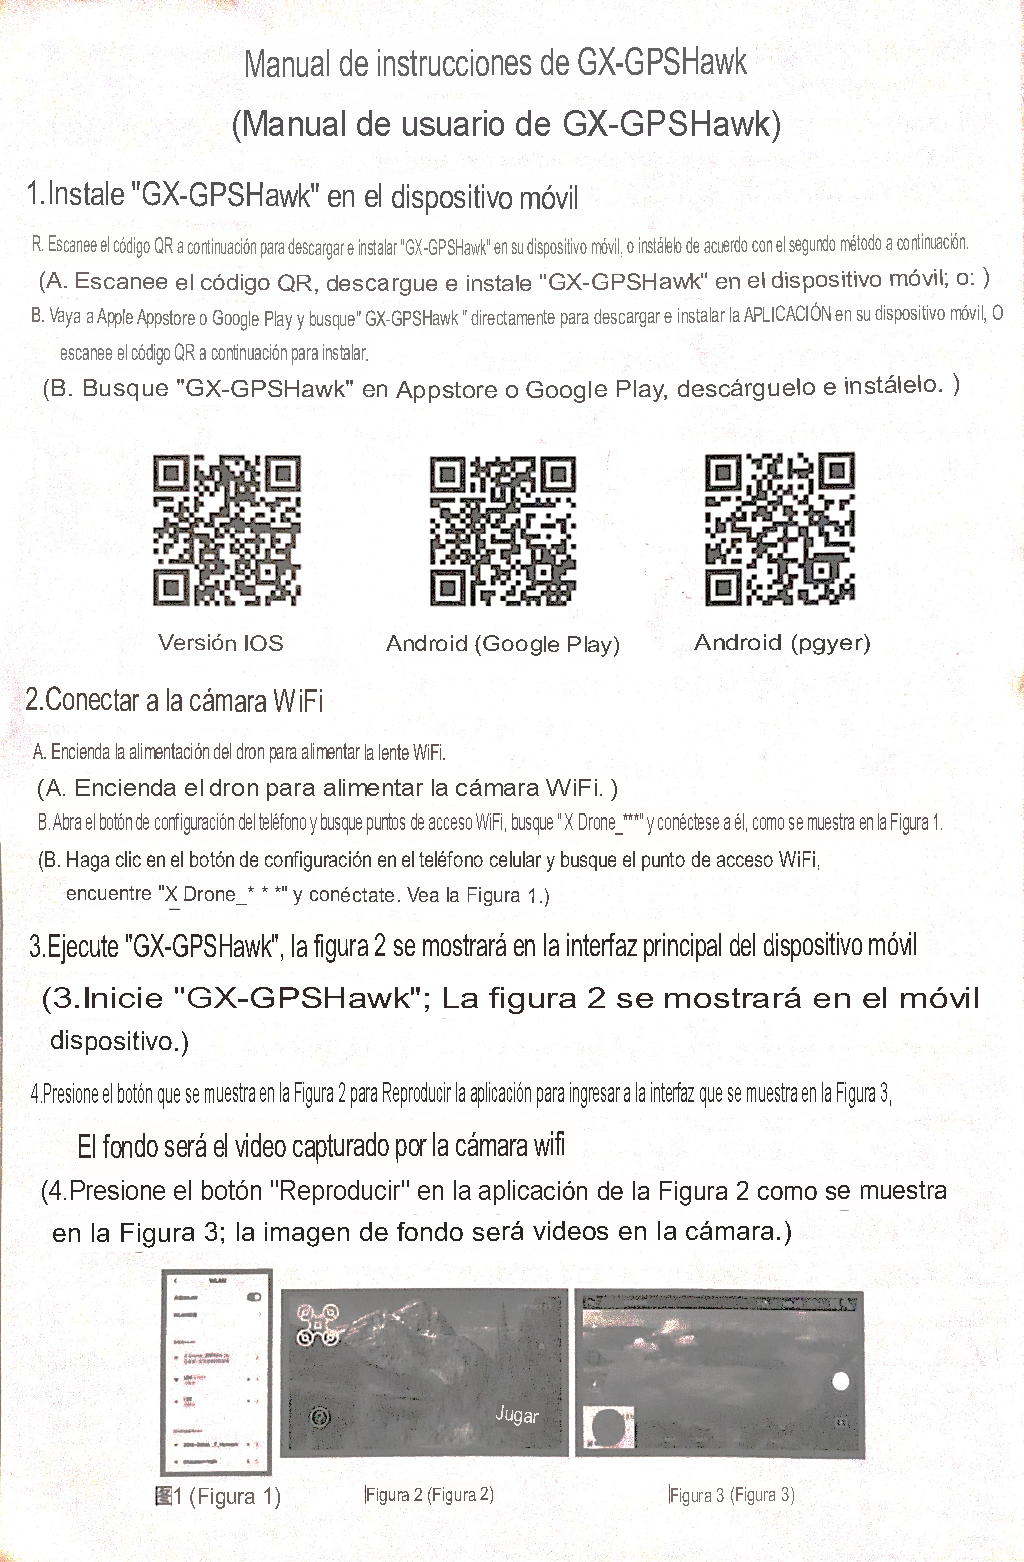 Manual de instrucciones de GX-GPSHawk
(Manual de usuario de GX-GPSHawk)
1.Instale "GX-GPSHawk" en el dispositivo móvil
R. Escanee el código QR a continuación para descargar e instalar "GX-GPSHawk" en su dispositivo móvil, o instálelo de acuerdo con el segundo método a continuación.
(A. Escanee el código QR, descargue e instale "GX-GPSHawk" en el dispositivo móvil; o: )
B. Vaya a Apple Appstore o Google Play y busque" GX-GPSHawk " directamente para descargar e instalar la APLICACIÓN en su dispositivo móvil, O
escanee el código QR a continuación para instalar.
(B. Busque "GX-GPSHawk" en Appstore o Google Play, descárguelo e instálelo. )
Versión IOS
Android (Google Play)
Android (pgyer)
2.Conectar a la cámara WiFi
A. Encienda la alimentación del dron para alimentar la lente WiFi.
(A. Encienda el dron para alimentar la cámara WiFi. )
B.Abra el botón de configuración del teléfono y busque puntos de acceso WiFi, busque " X Drone_***" y conéctese a él, como se muestra en la Figura 1.
(B. Haga clic en el botón de configuración en el teléfono celular y busque el punto de acceso WiFi,
encuentre "X Drone_* * *" y conéctate. Vea la Figura 1.)
3.Ejecute "GX-GPSHawk", la figura 2 se mostrará en la interfaz principal del dispositivo móvil
(3.Inicie "GX-GPSHawk"; La figura 2 se mostrará en el móvil
dispositivo.)
4.Presione el botón que se muestra en la Figura 2 para Reproducir la aplicación para ingresar a la interfaz que se muestra en la Figura 3,
El fondo será el video capturado por la cámara wifi
(4.Presione el botón "Reproducir" en la aplicación de la Figura 2 como se muestra
en la Figura 3; la imagen de fondo será videos en la cámara.)
WLAN
Jugar
图1 (Figura 1)
Figura 2 (Figura 2)
Figura 3 (Figura 3)